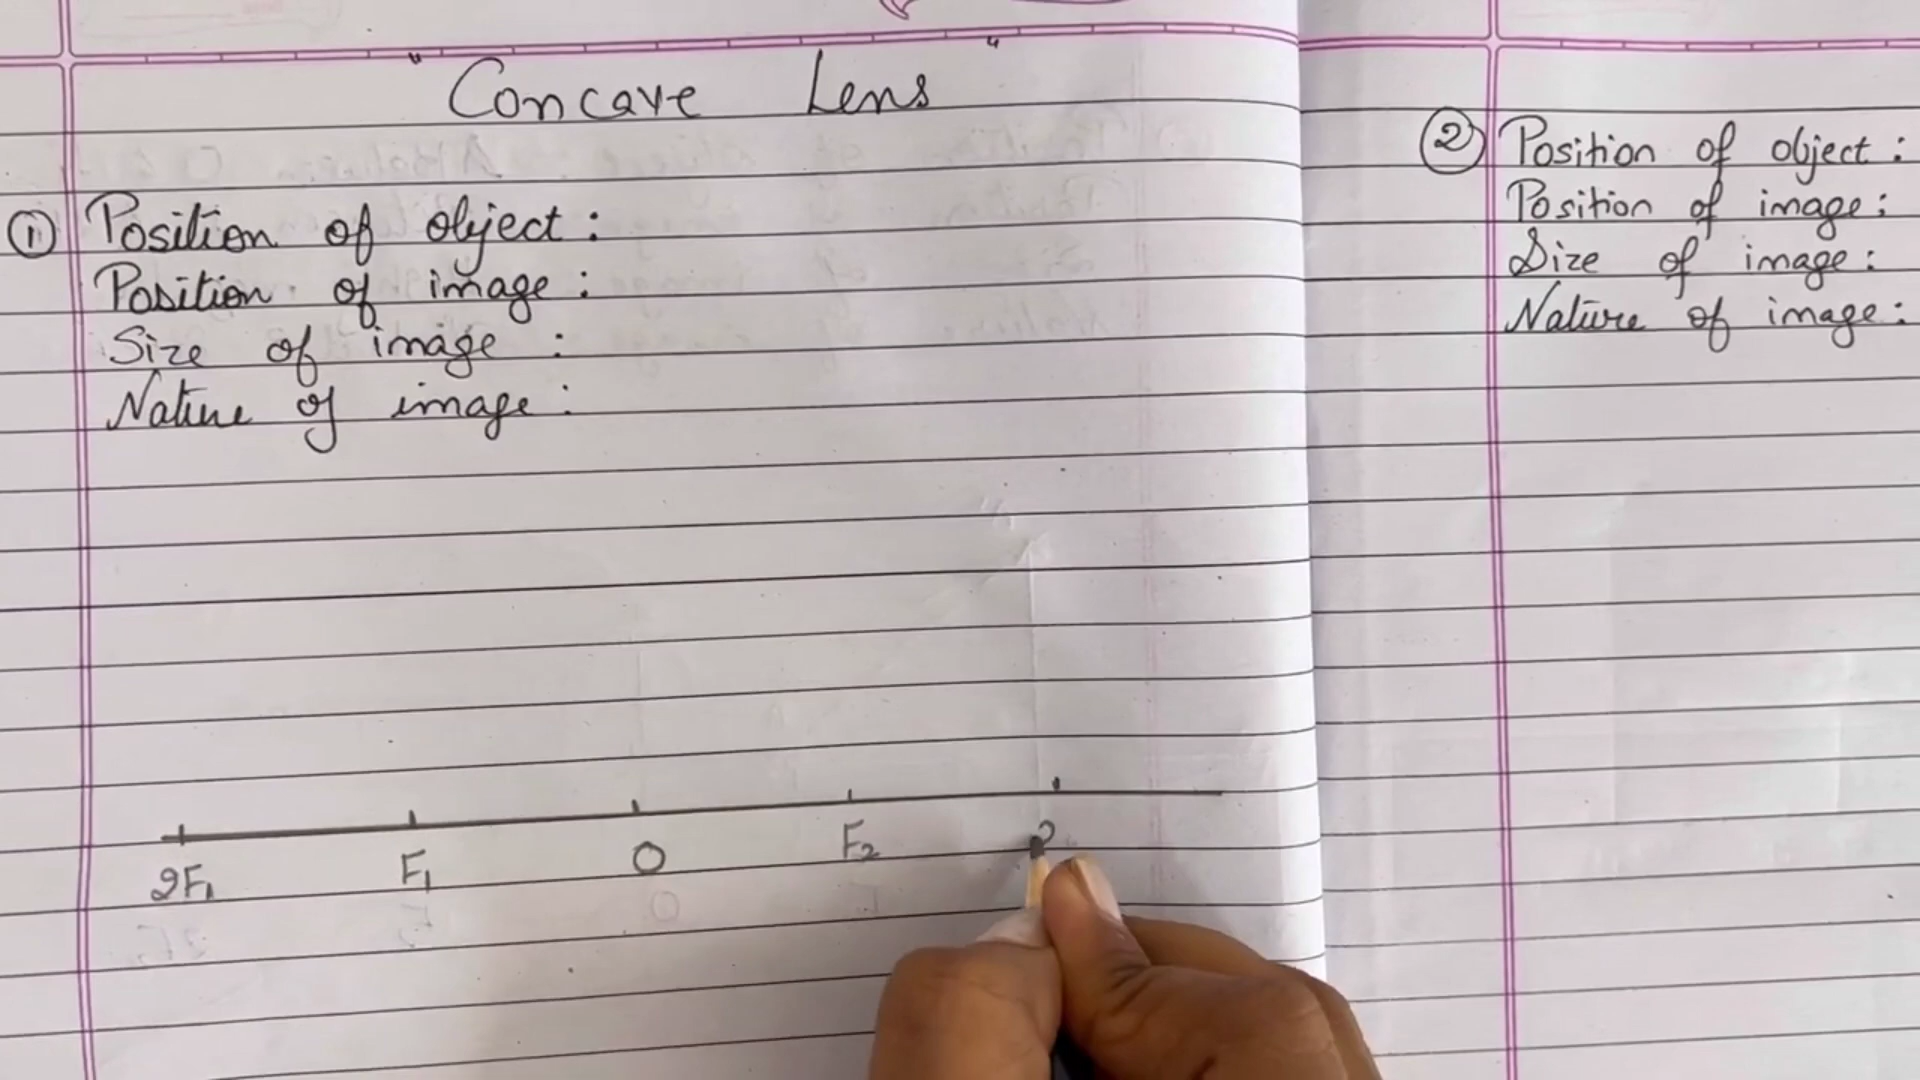 "Concave Lens"
① Position of object :
Position of image :
Size of image :
Nature of image :
2F₁ F₁ O F₂ 2
② Position of object :
Position of image :
Size of image :
Nature of image :